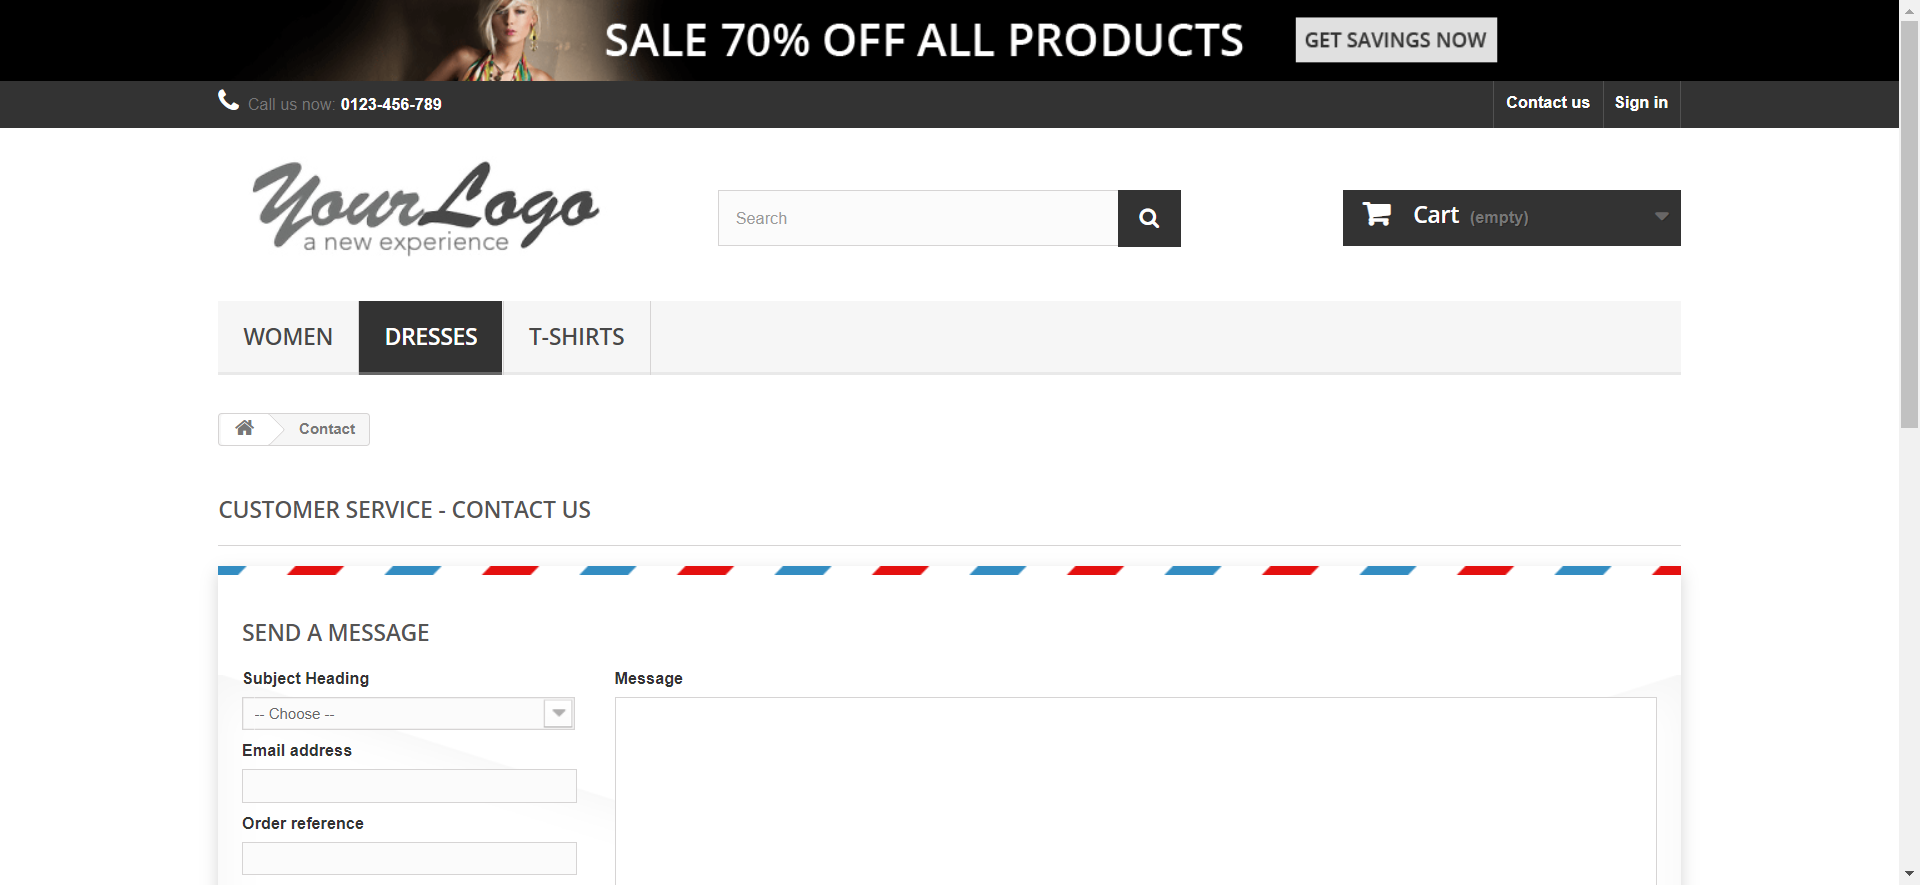 SALE 70% OFF ALL PRODUCTS GET SAVINGS NOW
Call us now: 0123-456-789 Contact us Sign in
YourLogo
a new experience
Search
Cart (empty)
WOMEN DRESSES T-SHIRTS
Contact
CUSTOMER SERVICE - CONTACT US
SEND A MESSAGE
Subject Heading
-- Choose --
Email address
Order reference
Message